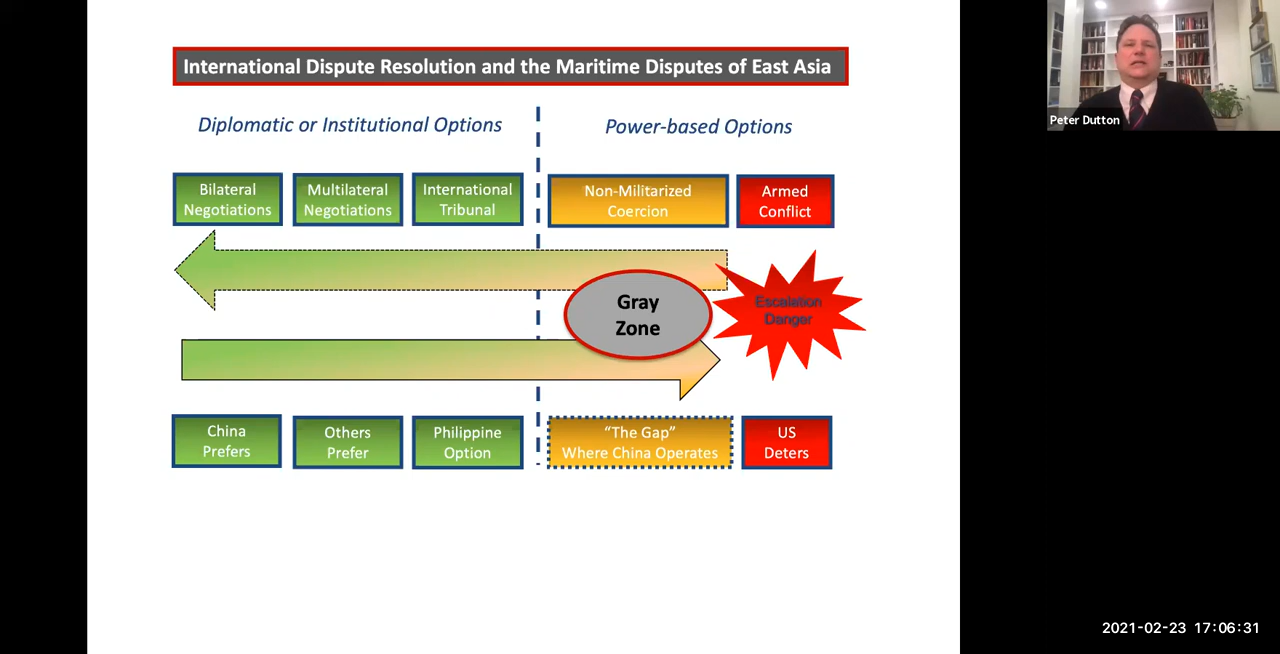 International Dispute Resolution and the Maritime Disputes of East Asia
Diplomatic or Institutional Options
Power-based Options
Bilateral
Negotiations
Multilateral
Negotiations
International
Tribunal
Non-Militarized
Coercion
Armed
Conflict
Gray
Zone
Escalation
Danger
China
Prefers
Others
Prefer
Philippine
Option
“The Gap”
Where China Operates
US
Deters
Peter Dutton
2021-02-23 17:06:31